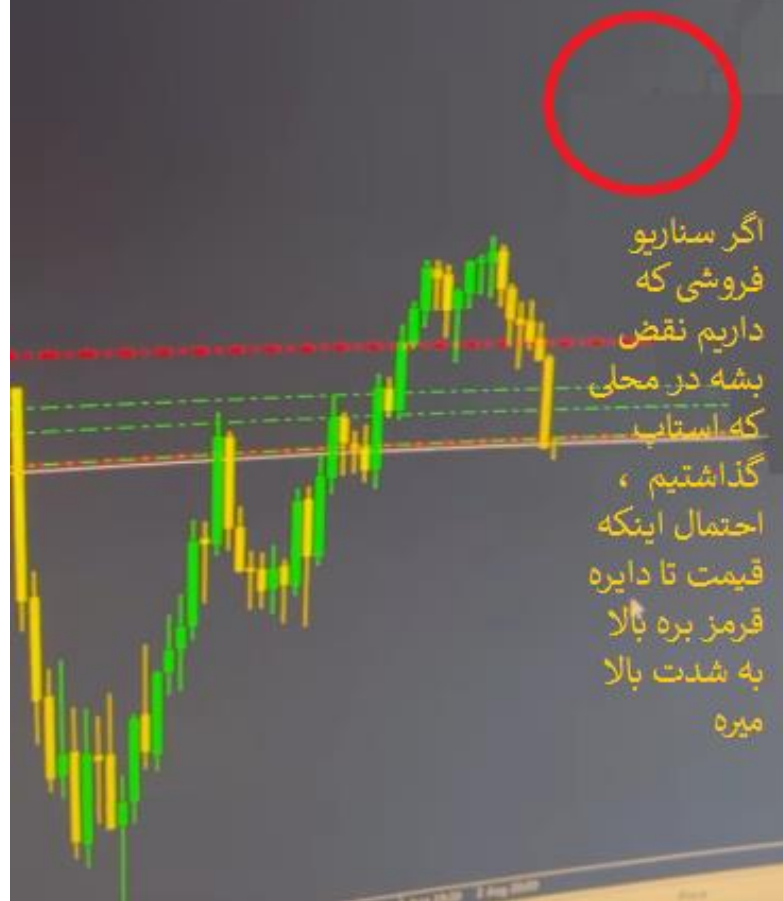 اگر سناریو
فروشی که
داریم نقض
بشه در محلی
که استاپ
گذاشتیم ،
احتمال اینکه
قیمت تا دایره
قرمز بره بالا
به شدت بالا
میره